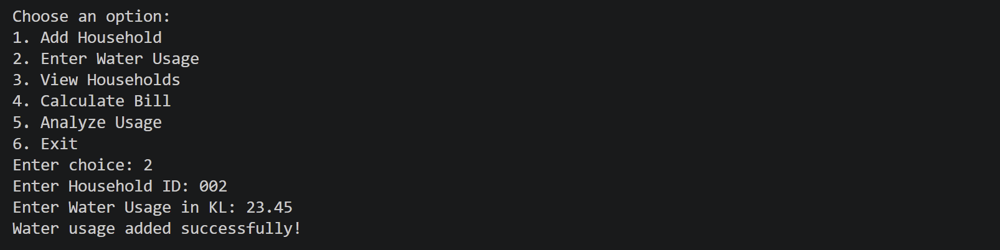 Choose an option:
1. Add Household
2. Enter Water Usage
3. View Households
4. Calculate Bill
5. Analyze Usage
6. Exit
Enter choice: 2
Enter Household ID: 002
Enter Water Usage in KL: 23.45
Water usage added successfully!